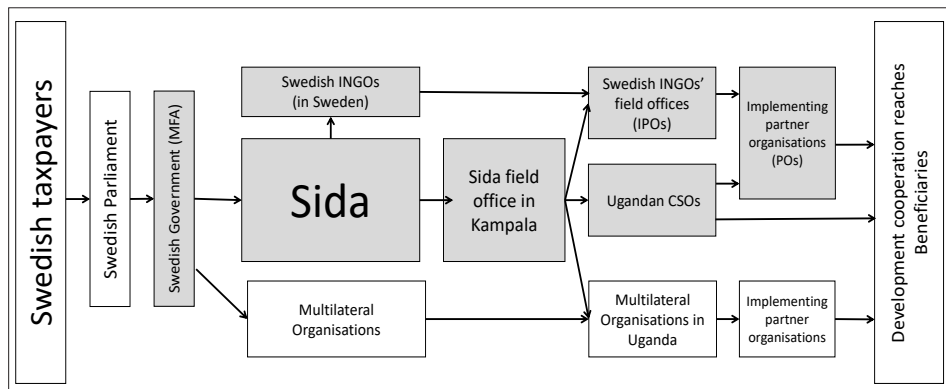 Swedish taxpayers
Swedish Parliament
Swedish Government (MFA)
Swedish INGOs
(in Sweden)
Sida
Multilateral
Organisations
Sida field
office in
Kampala
Swedish INGOs’
field offices
(IPOs)
Ugandan CSOs
Multilateral
Organisations in
Uganda
Implementing
partner
organisations
(POs)
Implementing
partner
organisations
Development cooperation reaches
Beneficiaries